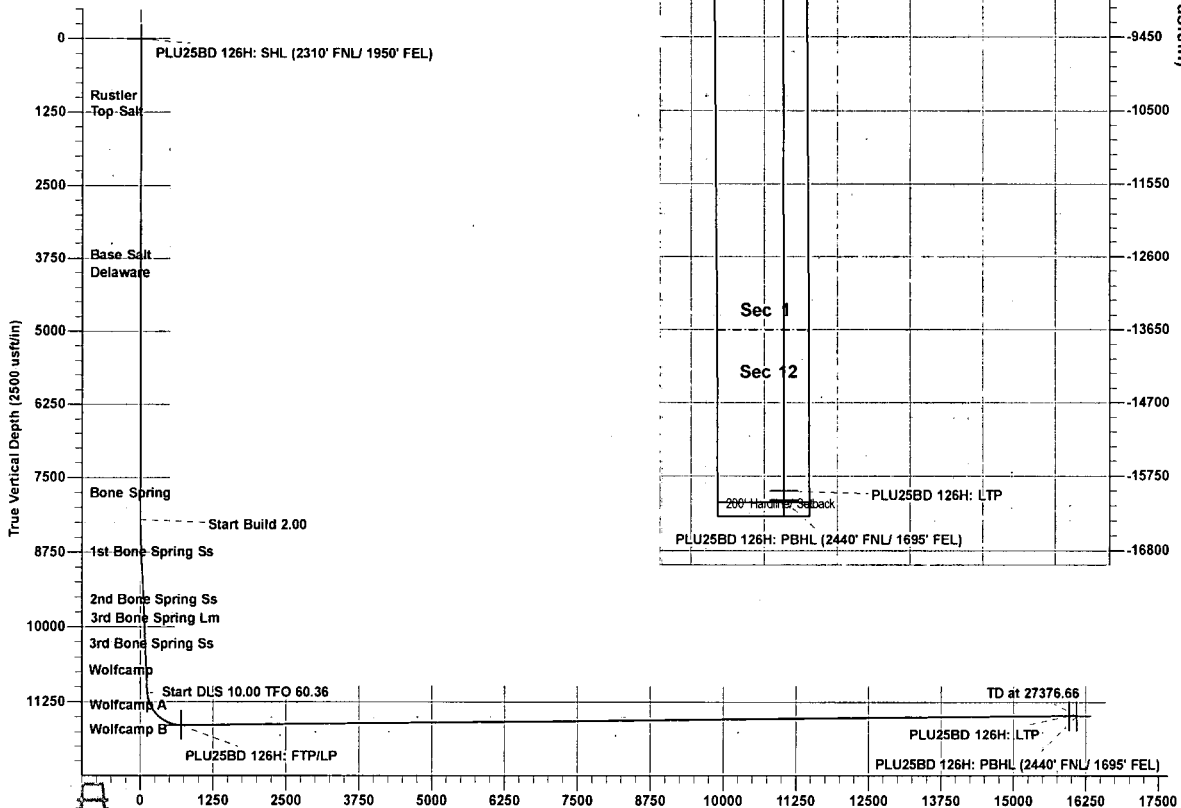 True Vertical Depth (2500 usft/in)
0
1250
2500
3750
5000
6250
7500
8750
10000
11250
PLU25BD 126H: SHL (2310' FNL/ 1950' FEL)
Rustler
Top Salt
Base Salt
Delaware
Bone Spring
Start Build 2.00
1st Bone Spring Ss
2nd Bone Spring Ss
3rd Bone Spring Lm
3rd Bone Spring Ss
Wolfcamp
Start DLS 10.00 TFO 60.36
Wolfcamp A
Wolfcamp B
PLU25BD 126H: FTP/LP
TD at 27376.66
PLU25BD 126H: LTP
PLU25BD 126H: PBHL (2440' FNL/ 1695' FEL)
0 1250 2500 3750 5000 6250 7500 8750 10000 11250 12500 13750 15000 16250 17500
-9450
-10500
-11550
-12600
-13650
-14700
-15750
-16800
Sec 1
Sec 12
PLU25BD 126H: LTP
200' Hardline/ Setback
PLU25BD 126H: PBHL (2440' FNL/ 1695' FEL)